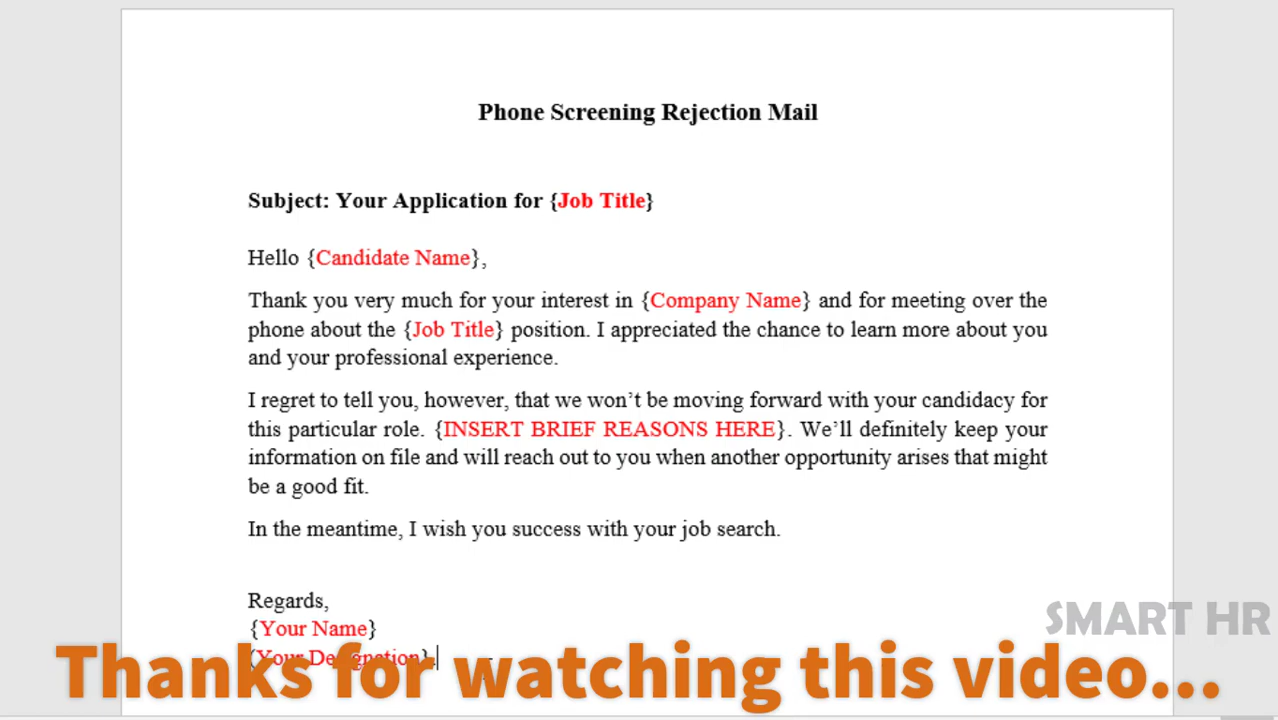 Phone Screening Rejection Mail
Subject: Your Application for {Job Title}
Hello {Candidate Name},
Thank you very much for your interest in {Company Name} and for meeting over the
phone about the {Job Title} position. I appreciated the chance to learn more about you
and your professional experience.
I regret to tell you, however, that we won’t be moving forward with your candidacy for
this particular role. {INSERT BRIEF REASONS HERE}. We’ll definitely keep your
information on file and will reach out to you when another opportunity arises that might
be a good fit.
In the meantime, I wish you success with your job search.
Regards,
{Your Name}
SMART HR
{Your Designation}.
Thanks for watching this video...